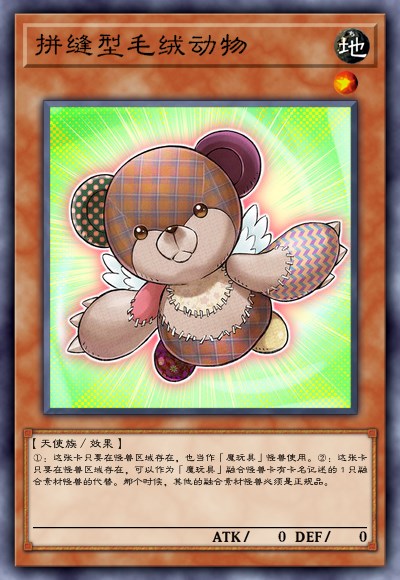 拼缝型毛绒动物
地
【天使族／效果】
①：这张卡只要在怪兽区域存在，也当作「魔玩具」怪兽使用。②：这张卡
只要在怪兽区域存在，可以作为「魔玩具」融合怪兽卡有卡名记述的１只融
合素材怪兽的代替。那个时候，其他的融合素材怪兽必须是正规品。
ATK/ 0 DEF/ 0